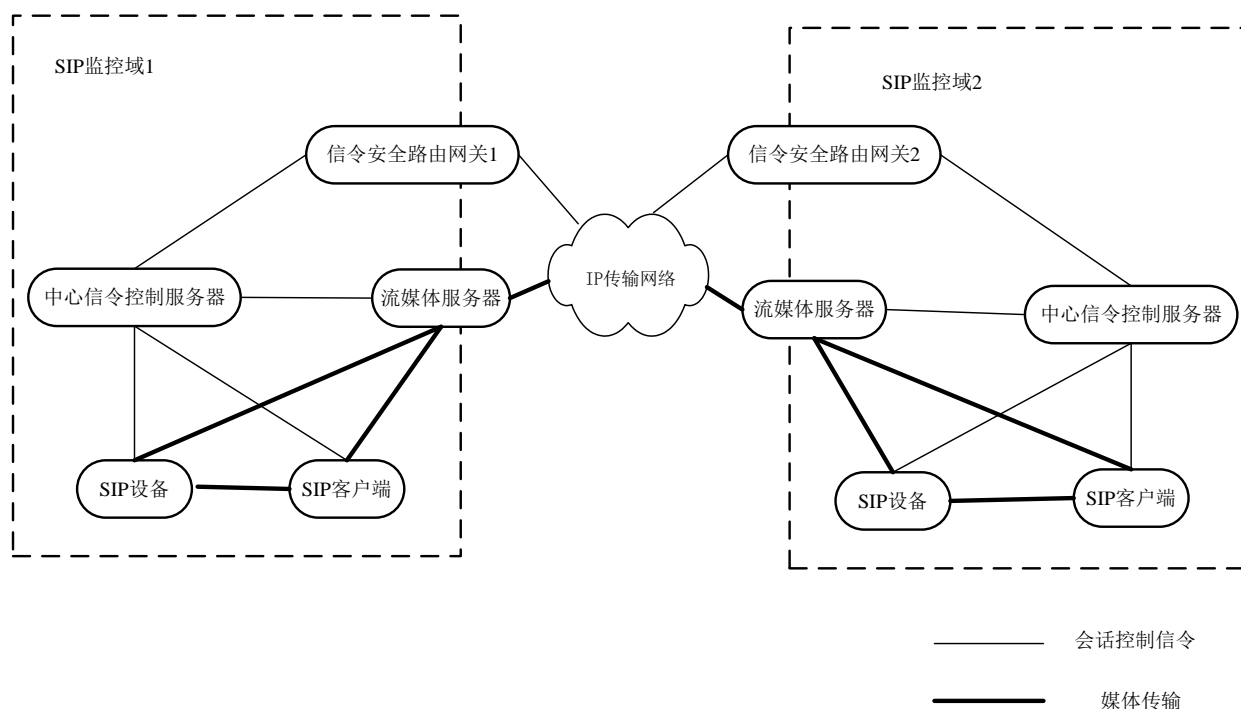 SIP监控域1
SIP监控域2
信令安全路由网关1
信令安全路由网关2
IP传输网络
中心信令控制服务器
流媒体服务器
流媒体服务器
中心信令控制服务器
SIP设备
SIP客户端
SIP设备
SIP客户端
会话控制信令
媒体传输